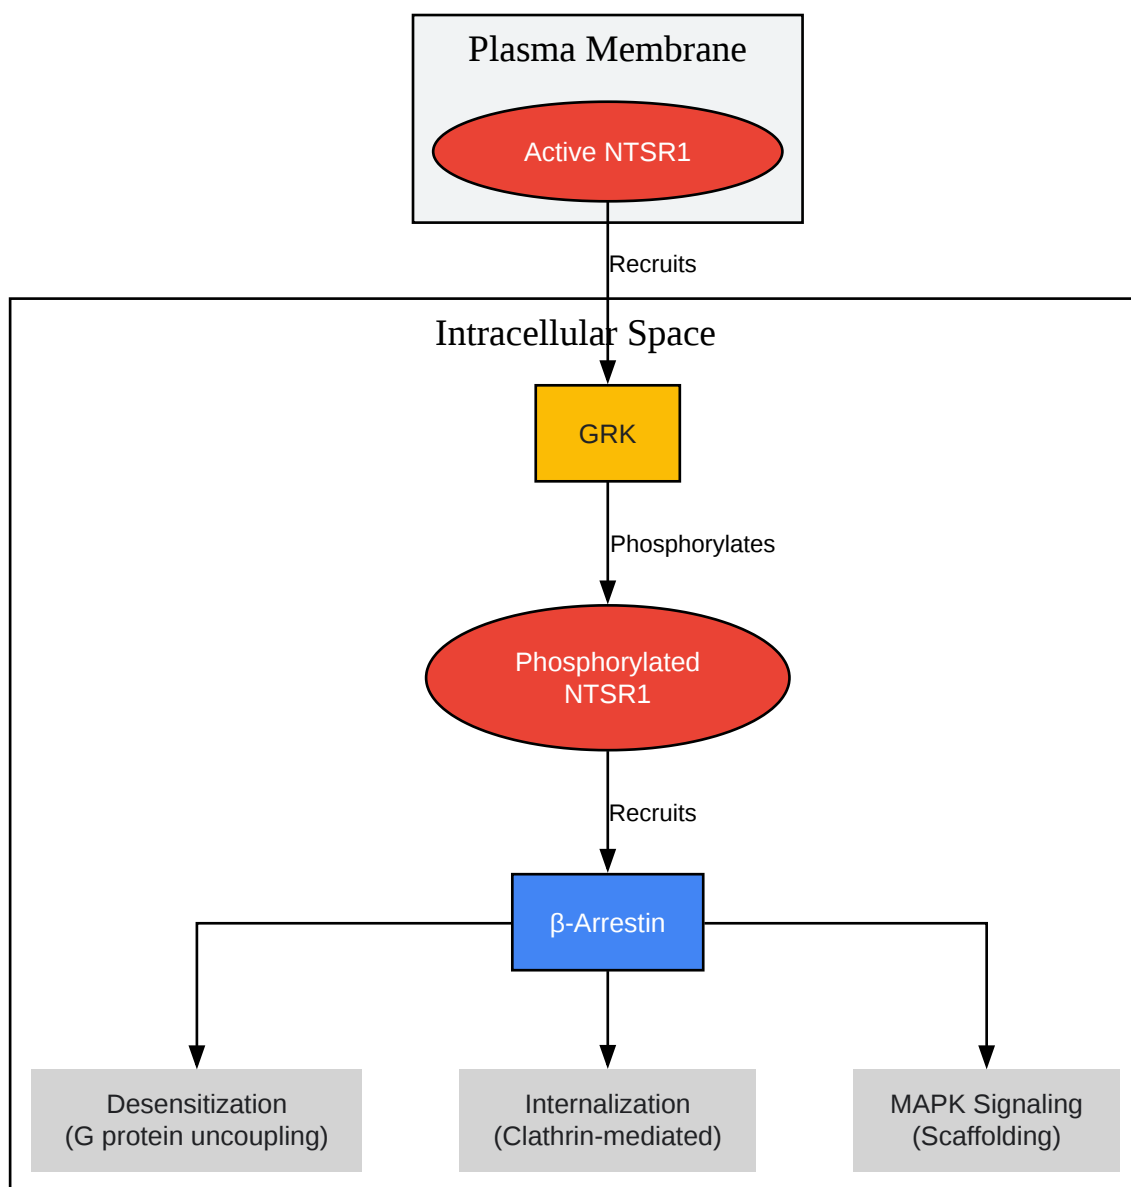 Plasma Membrane
Active NTSR1
Recruits
Intracellular Space
GRK
Phosphorylates
Phosphorylated
NTSR1
Recruits
β-Arrestin
Desensitization
(G protein uncoupling)
Internalization
(Clathrin-mediated)
MAPK Signaling
(Scaffolding)